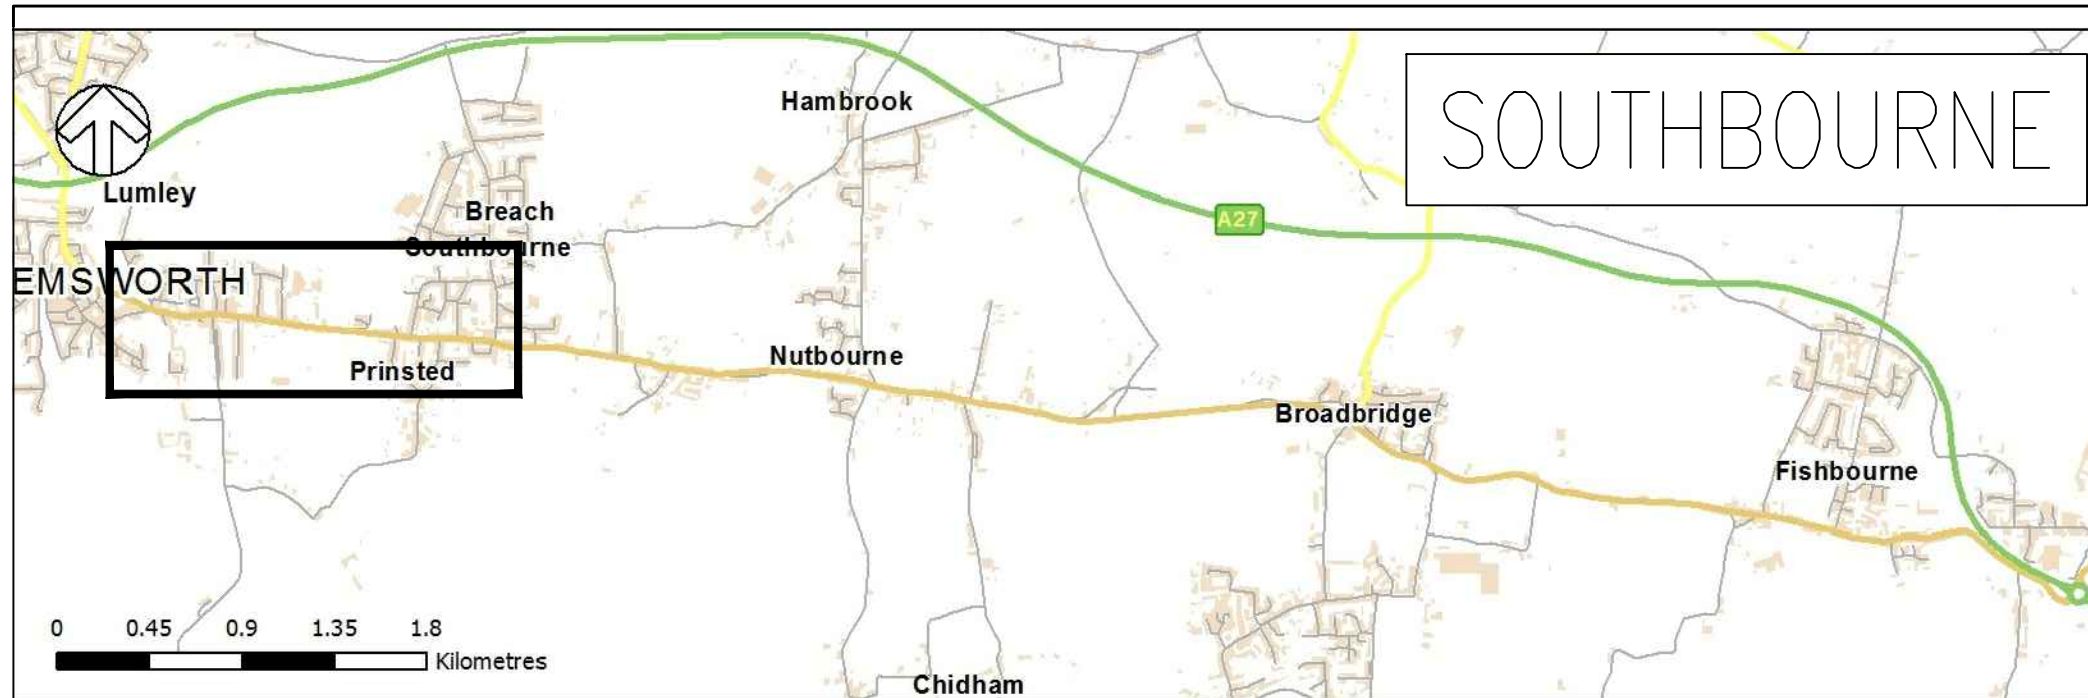 SOUTHBOURNE
Hambrook
Lumley
Breach
A27
Southbourne
EMSWORTH
Nutbourne
Prinsted
Broadbridge
Fishbourne
0 0.45 0.9 1.35 1.8
Kilometres
Chidham